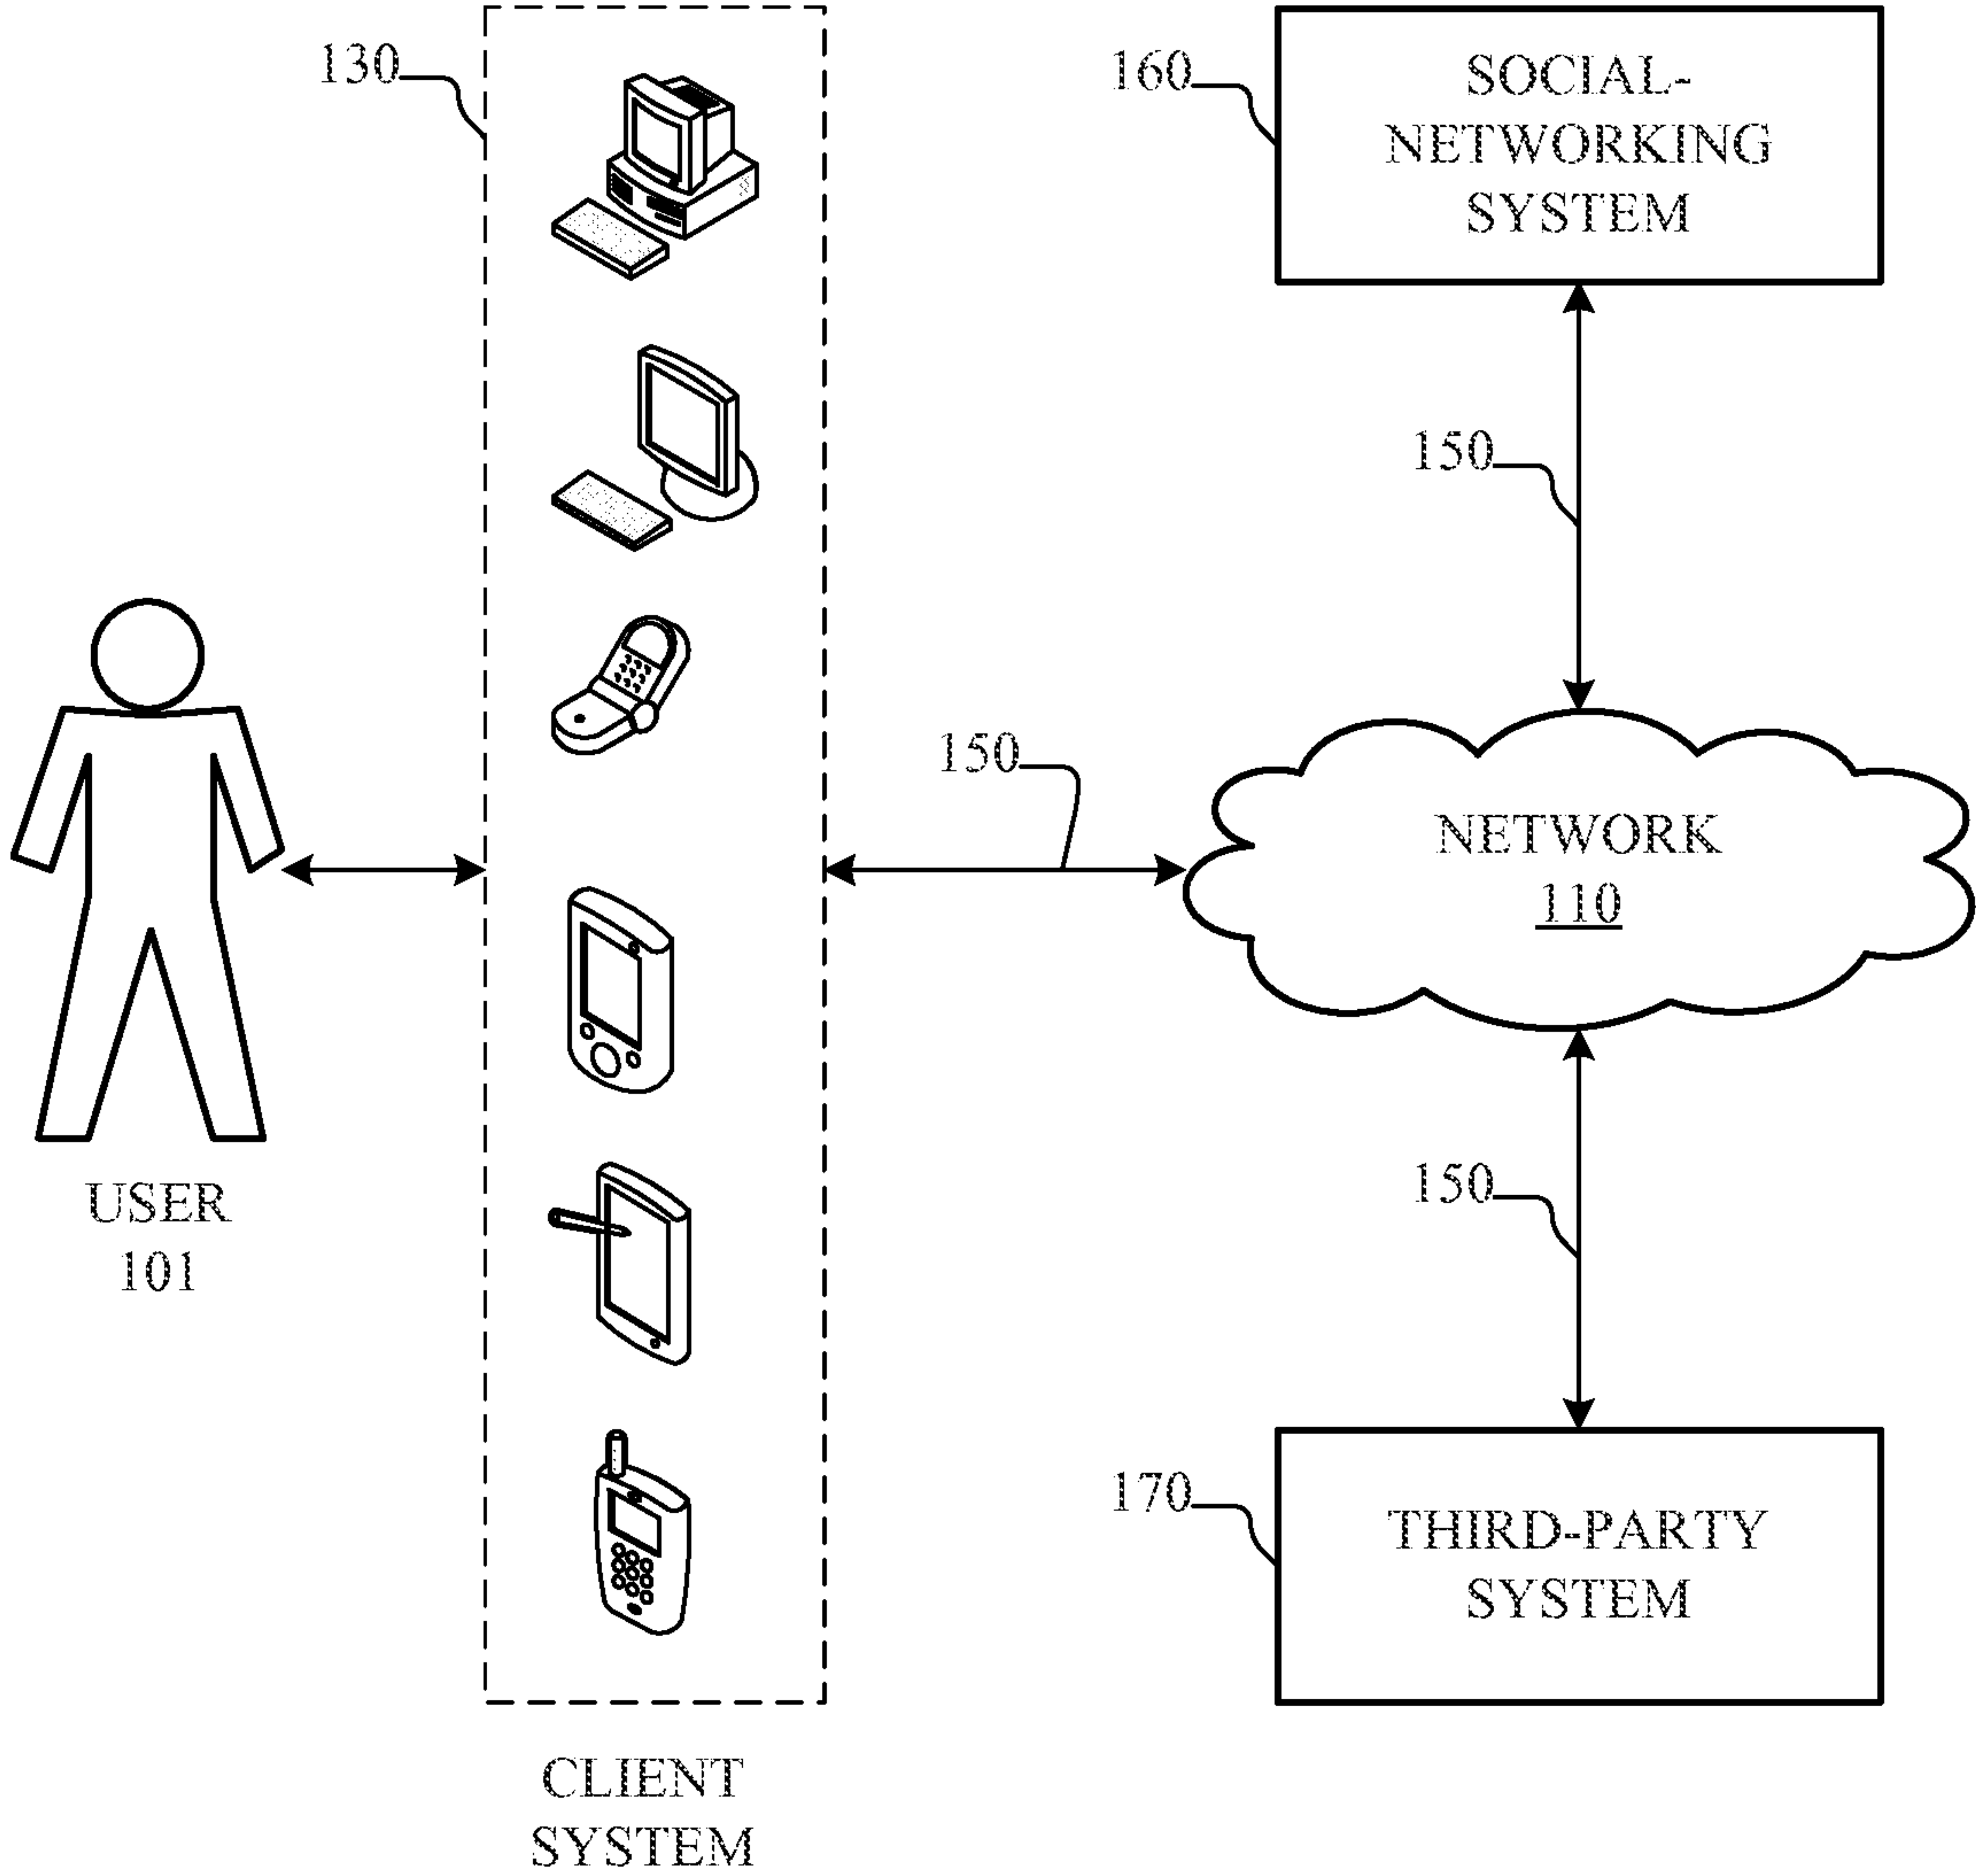 130
160
SOCIAL-
NETWORKING
SYSTEM
150
150
NETWORK
110
USER
101
150
170
THIRD-PARTY
SYSTEM
CLIENT
SYSTEM